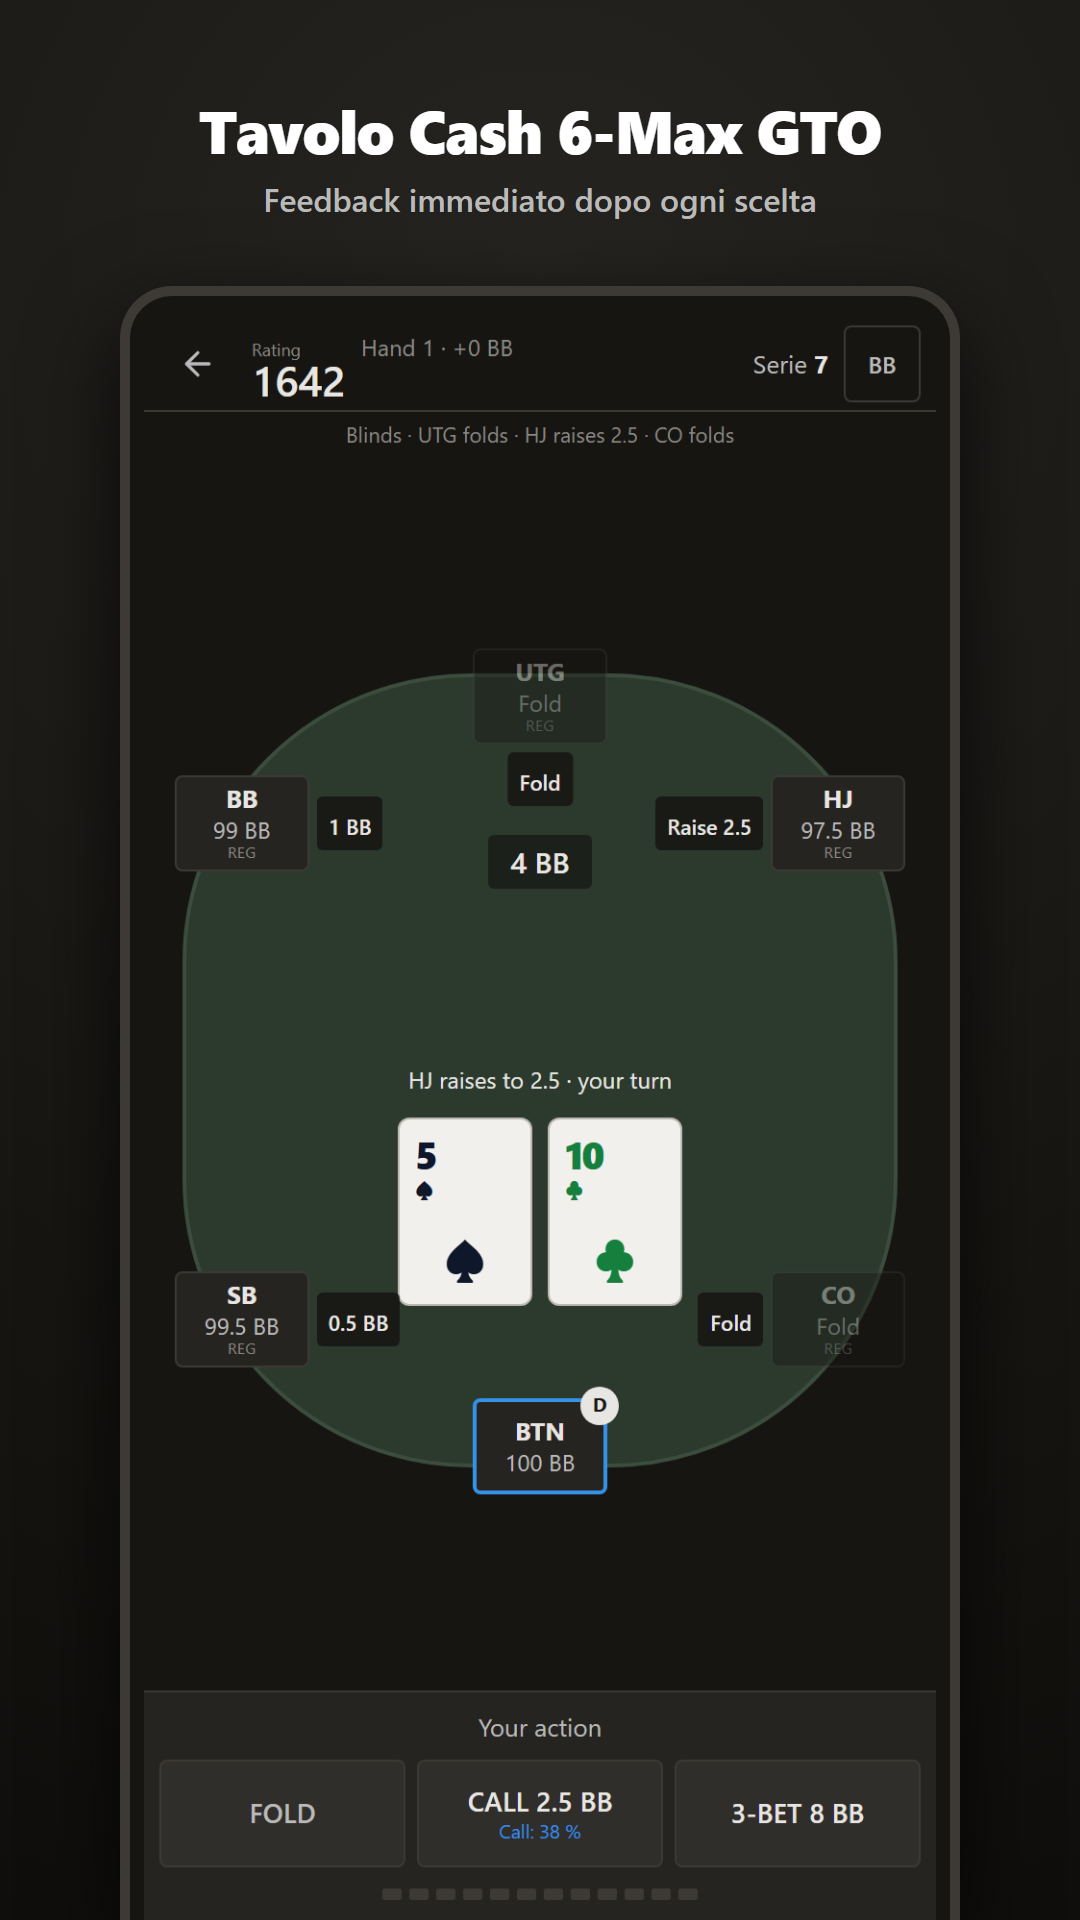 Tavolo Cash 6-Max GTO
Feedback immediato dopo ogni scelta
Rating
1642
Hand 1 · +0 BB
Serie 7
BB
Blinds · UTG folds · HJ raises 2.5 · CO folds
UTG
Fold
REG
Fold
BB
99 BB
REG
1 BB
4 BB
Raise 2.5
HJ
97.5 BB
REG
HJ raises to 2.5 · your turn
5
10
SB
99.5 BB
REG
0.5 BB
Fold
CO
Fold
REG
D
BTN
100 BB
Your action
FOLD
CALL 2.5 BB
Call: 38 %
3-BET 8 BB